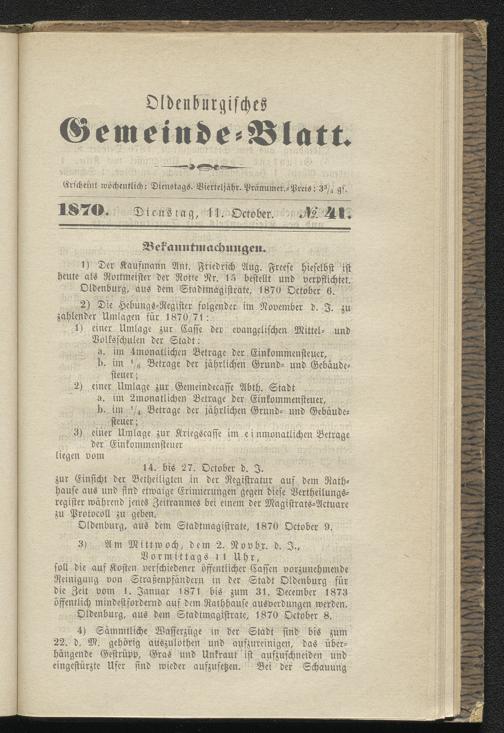 Oldenburgisches
Gemeinde-Blatt.
Erscheint wöchentlich: Dienstags. Vierteljähr. Pränumer.-Preis: 3¾ gſ.
1870. Dienstag, 11. October. № 41.
Bekanntmachungen.
1) Der Kaufmann Ant. Friedrich Aug. Freese hieselbst ist
heute als Rottmeister der Rotte Nr. 15 bestellt und verpflichtet.
Oldenburg, aus dem Stadtmagistrate, 1870 October 6.
2) Die Hebungs-Register folgender im November d. J. zu
zahlender Umlagen für 1870/71:
1) einer Umlage zur Casse der evangelischen Mittel- und
Volksschulen der Stadt:
a. im 4monatlichen Betrage der Einkommensteuer,
b. im Betrage der jährlichen Grund- und Gebäude-
steuer;
2) einer Umlage zur Gemeindecasse Abth. Stadt
a. im 2monatlichen Betrage der Einkommensteuer,
b. im ¼ Betrage der jährlichen Grund- und Gebäude-
steuer;
3) einer Umlage zur Kriegscasse im einmonatlichen Betrage
der Einkommensteuer
liegen vom
14. bis 27. October d. J.
zur Einsicht der Betheiligten in der Registratur auf dem Rath-
hause aus und sind etwaige Erinnerungen gegen diese Vertheilungs-
register während jenes Zeitraumes bei einem der Magistrats-Actuare
zu Protocoll zu geben.
Oldenburg, aus dem Stadtmagistrate, 1870 October 9.
3) Am Mittwoch, dem 2. Novbr. d. J.,
Vormittags 11 Uhr,
soll die auf Kosten verschiedener öffentlicher Cassen vorzunehmende
Reinigung von Straßenpfändern in der Stadt Oldenburg für
die Zeit vom 1. Januar 1871 bis zum 31. December 1873
öffentlich mindestfordernd auf dem Rathhause ausverdungen werden.
Oldenburg, aus dem Stadtmagistrate, 1870 October 8.
4) Sämmtliche Wasserzüge in der Stadt sind bis zum
22. d. M. gehörig auszulothen und aufzureinigen, das über-
hängende Gestrüpp, Gras und Unkraut ist aufzuschneiden und
eingestürzte Ufer sind wieder aufzusetzen. Bei der Schauung